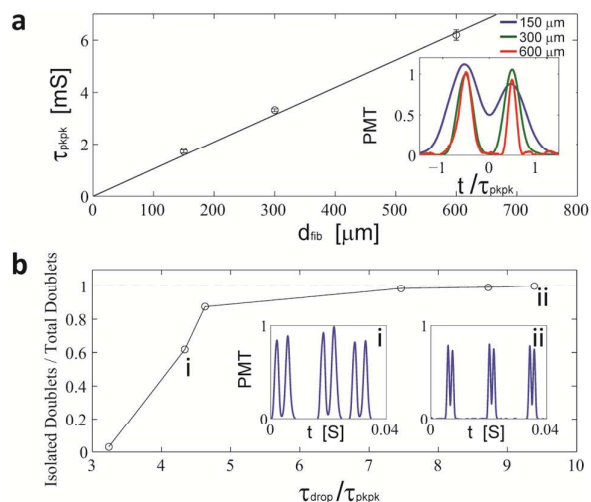 a
τpkpk [mS]
6
4
2
0
0 100 200 300 400 500 600 700 800
dfib [μm]
150 μm
300 μm
600 μm
PMT
1
0.5
0
−1 0 1
t /τpkpk
b
Isolated Doublets / Total Doublets
1
0.8
0.6
0.4
0.2
0
3 4 5 6 7 8 9 10
τdrop/τpkpk
i
ii
PMT
1
0
i
t [S] 0.04
1
0
ii
t [S] 0.04